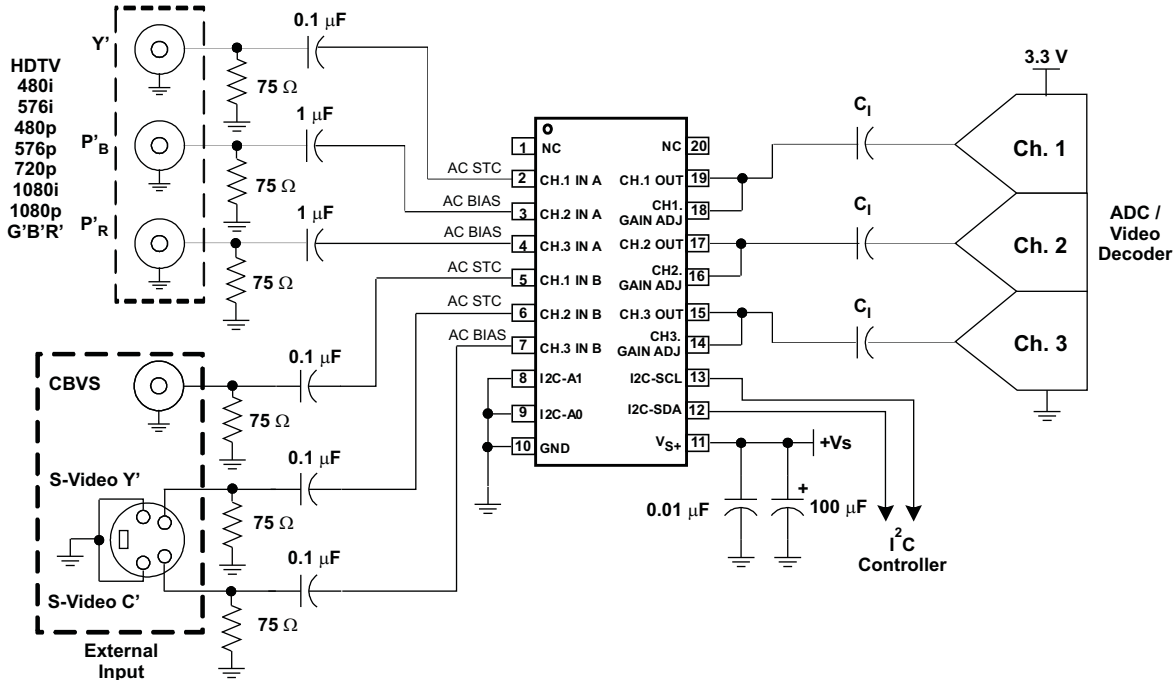 HDTV
480i
576i
480p
576p
720p
1080i
1080p
G'B'R'
Y'
P'B
P'R
0.1 μF
75 Ω
1 μF
75 Ω
1 μF
75 Ω
AC STC
AC BIAS
AC BIAS
AC STC
AC STC
AC BIAS
CBVS
0.1 μF
75 Ω
S-Video Y'
0.1 μF
75 Ω
S-Video C'
0.1 μF
75 Ω
External
Input
1 NC
2 CH.1 IN A
3 CH.2 IN A
4 CH.3 IN A
5 CH.1 IN B
6 CH.2 IN B
7 CH.3 IN B
8 I2C-A1
9 I2C-A0
10 GND
NC 20
CH.1 OUT 19
CH1.
GAIN ADJ 18
CH.2 OUT 17
CH2.
GAIN ADJ 16
CH.3 OUT 15
CH3.
GAIN ADJ 14
I2C-SCL 13
I2C-SDA 12
VS+ 11
+Vs
0.01 μF
+
100 μF
I2C
Controller
CI
CI
CI
3.3 V
Ch. 1
Ch. 2
Ch. 3
ADC /
Video
Decoder